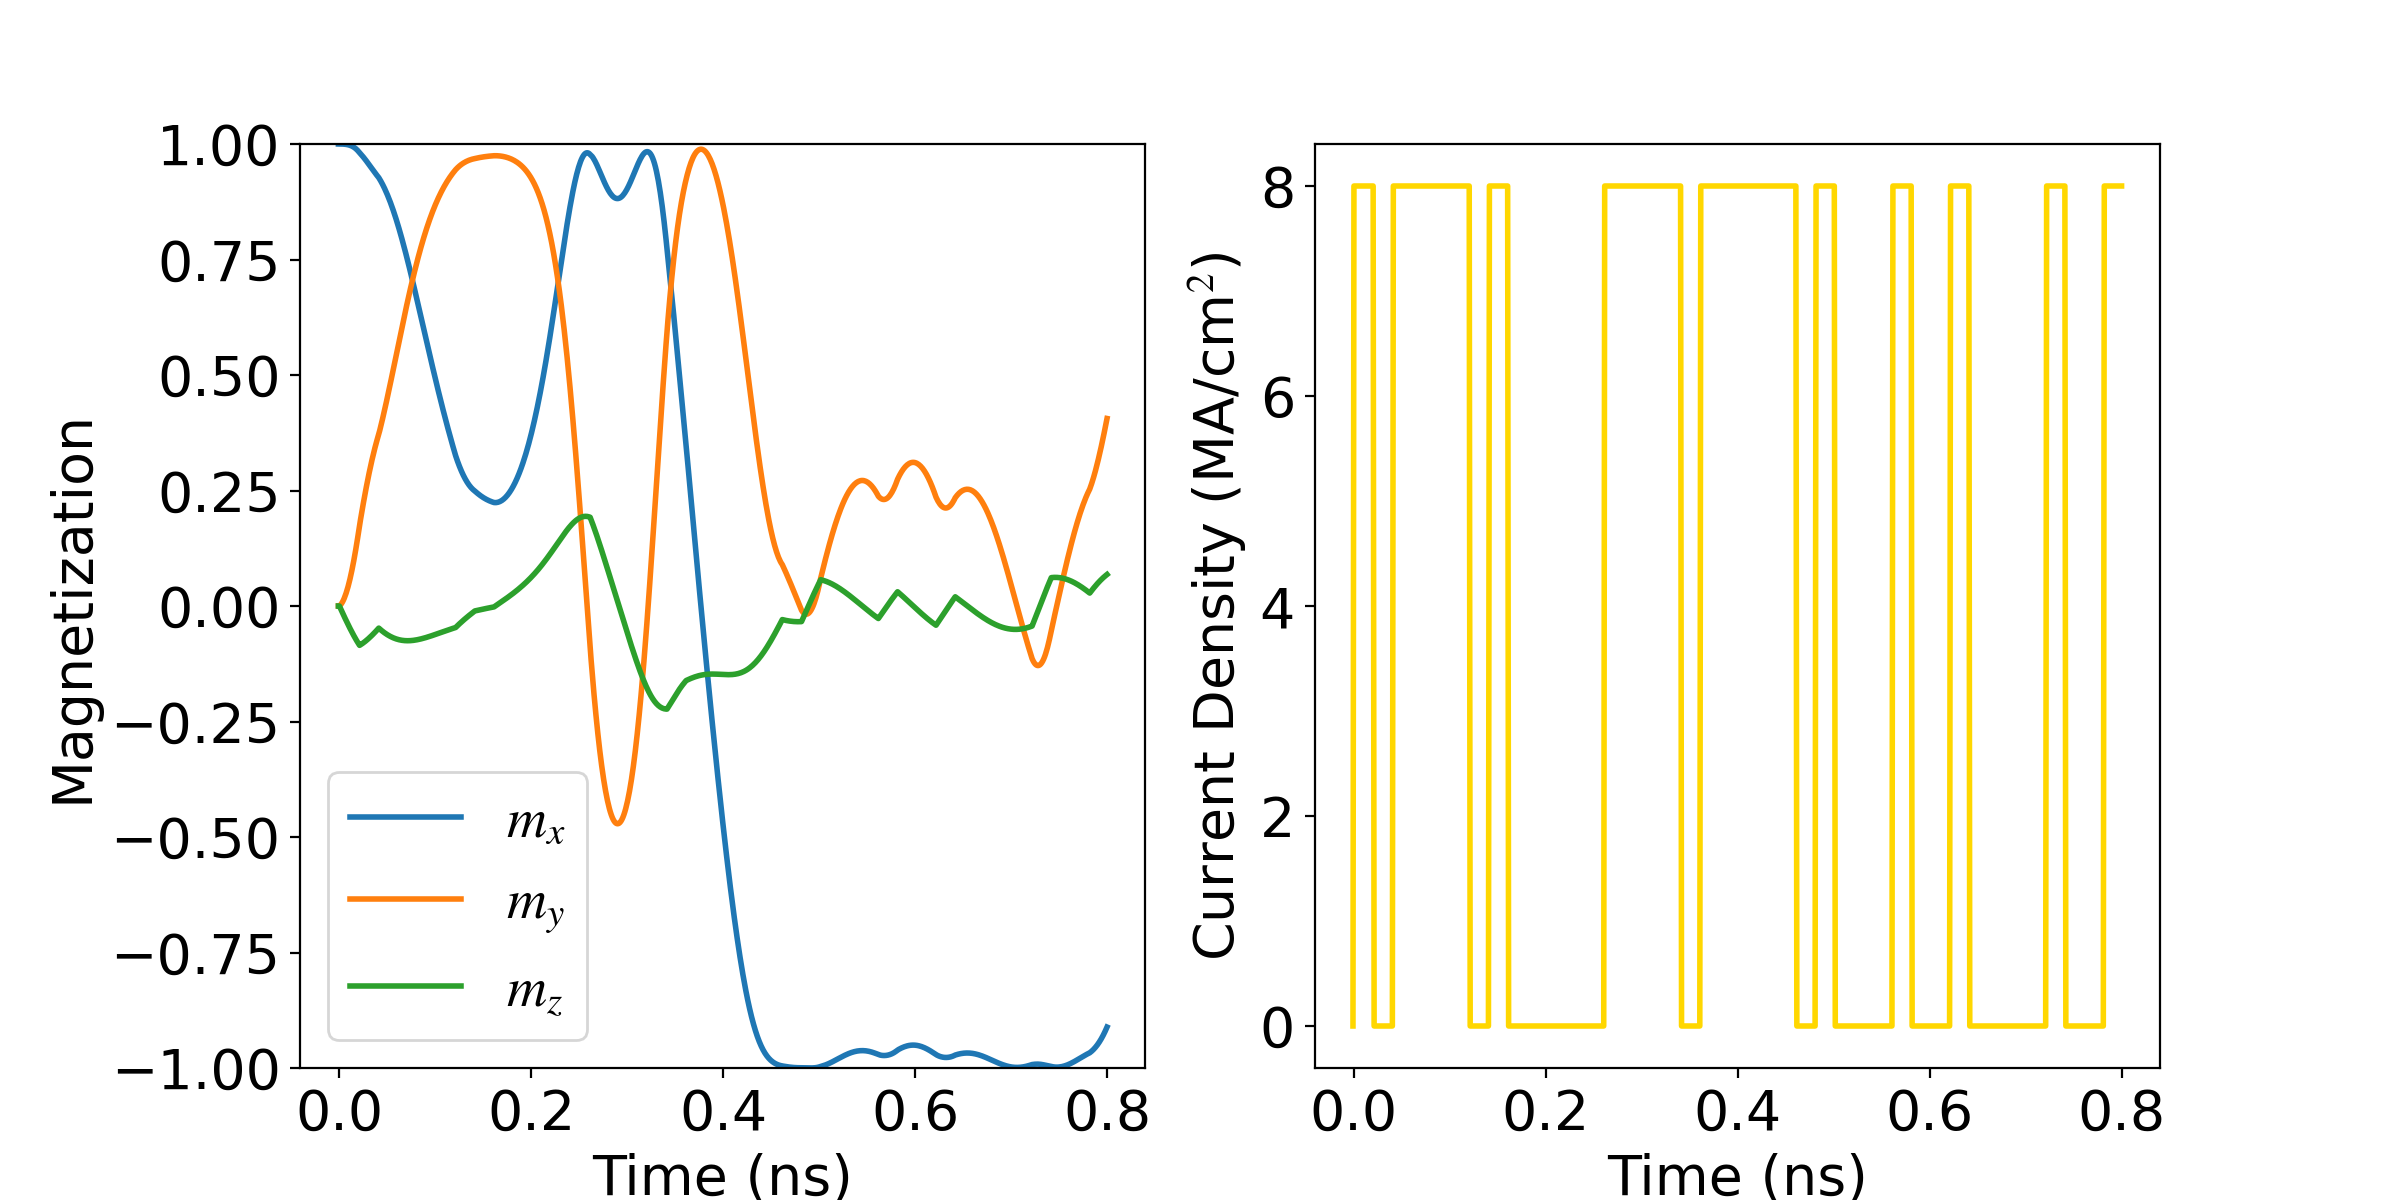 1.00
0.75
0.50
0.25
0.00
−0.25
−0.50
−0.75
−1.00
0.0 0.2 0.4 0.6 0.8
Time (ns)
Magnetization
m_x
m_y
m_z
8
6
4
2
0
0.0 0.2 0.4 0.6 0.8
Time (ns)
Current Density (MA/cm²)